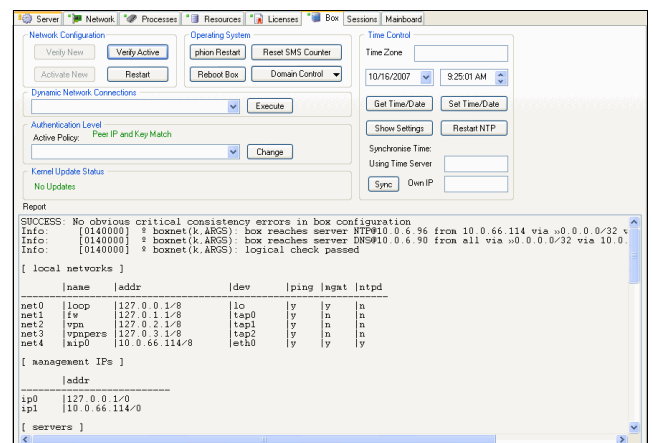 Server Network Processes Resources Licenses Box Sessions Mainboard
Network Configuration
Verify New Verify Active
Activate New Restart
Operating System
phion Restart Reset SMS Counter
Reboot Box Domain Control
Time Control
Time Zone
10/16/2007 9:25:01 AM
Get Time/Date Set Time/Date
Show Settings Restart NTP
Synchronise Time:
Using Time Server
Sync Own IP
Dynamic Network Connections
Execute
Authentication Level
Active Policy: Peer IP and Key Match
Change
Kernel Update Status
No Updates
Report
SUCCESS: No obvious critical consistency errors in box configuration
Info: [0140000] º boxnet(k,ARGS): box reaches server NTP@10.0.6.96 from 10.0.66.114 via »0.0.0.0/32 v
Info: [0140000] º boxnet(k,ARGS): box reaches server DNS@10.0.6.90 from all via »0.0.0.0/32 via 10.0.
Info: [0140000] º boxnet(k,ARGS): logical check passed
[ local networks ]
|name |addr |dev |ping |mgmt |ntpd
net0 |loop |127.0.0.1/8 |lo |y |y |n
net1 |fw |127.0.1.1/8 |tap0 |y |n |n
net2 |vpn |127.0.2.1/8 |tap1 |y |n |n
net3 |vpnpers |127.0.3.1/8 |tap2 |y |n |n
net4 |mip0 |10.0.66.114/8 |eth0 |y |y |y
[ management IPs ]
|addr
ip0 |127.0.0.1/0
ip1 |10.0.66.114/0
[ servers ]